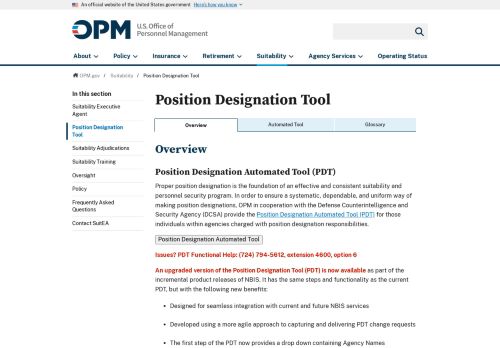 An official website of the United States government Here's how you know
OPM U.S. Office of
Personnel Management
About Policy Insurance Retirement Suitability Agency Services Operating Status
OPM.gov / Suitability / Position Designation Tool
In this section
Suitability Executive
Agent
Position Designation
Tool
Suitability Adjudications
Suitability Training
Oversight
Policy
Frequently Asked
Questions
Contact SuitEA
Position Designation Tool
Overview Automated Tool Glossary
Overview
Position Designation Automated Tool (PDT)
Proper position designation is the foundation of an effective and consistent suitability and
personnel security program. In order to ensure a systematic, dependable, and uniform way of
making position designations, OPM in cooperation with the Defense Counterintelligence and
Security Agency (DCSA) provide the Position Designation Automated Tool (PDT) for those
individuals within agencies charged with position designation responsibilities.
Position Designation Automated Tool
Issues? PDT Functional Help: (724) 794-5612, extension 4600, option 6
An upgraded version of the Position Designation Tool (PDT) is now available as part of the
incremental product releases of NBIS. It has the same steps and functionality as the current
PDT, but with the following new benefits:
• Designed for seamless integration with current and future NBIS services
• Developed using a more agile approach to capturing and delivering PDT change requests
• The first step of the PDT now provides a drop down containing Agency Names